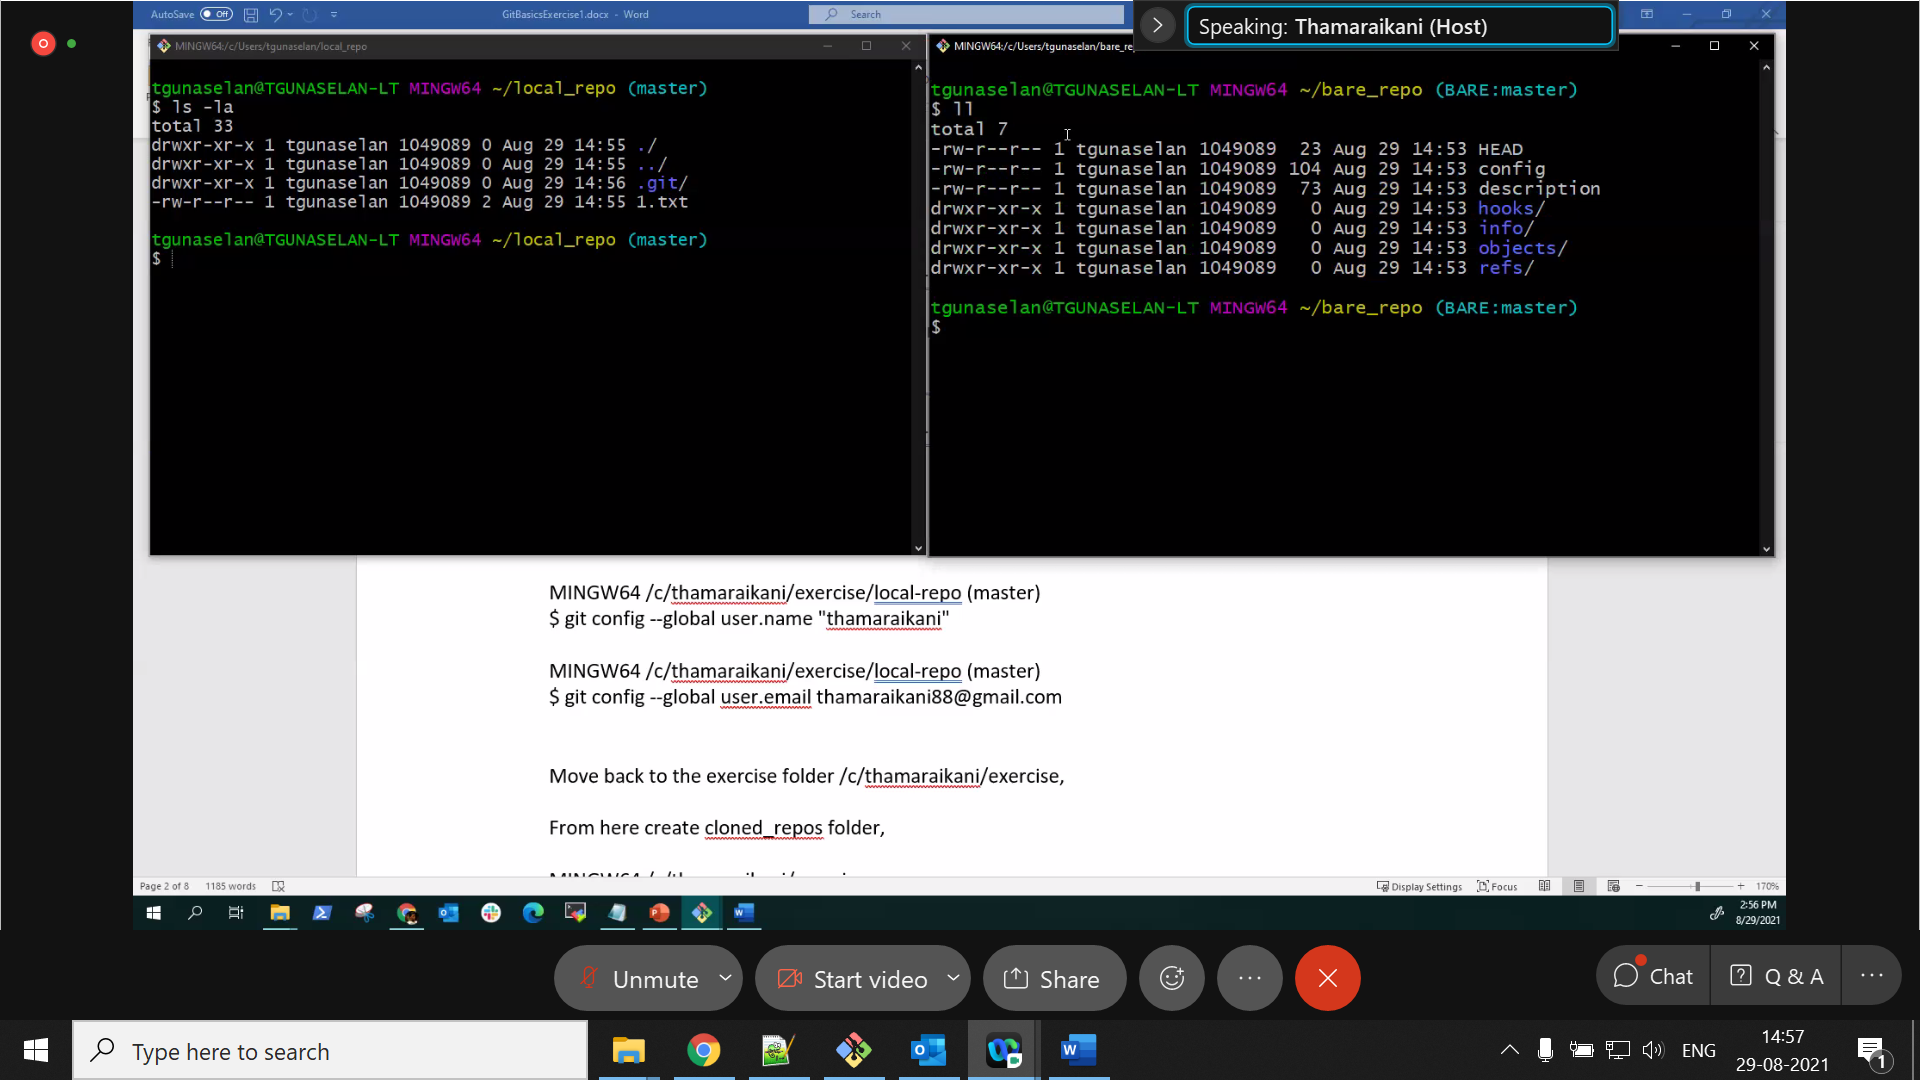 AutoSave Off GitBasicsExercise1.docx - Word Search
Speaking: Thamaraikani (Host)
MINGW64:/c/Users/tgunaselan/local_repo
tgunaselan@TGUNASELAN-LT MINGW64 ~/local_repo (master)
$ ls -la
total 33
drwxr-xr-x 1 tgunaselan 1049089 0 Aug 29 14:55 ./
drwxr-xr-x 1 tgunaselan 1049089 0 Aug 29 14:55 ../
drwxr-xr-x 1 tgunaselan 1049089 0 Aug 29 14:56 .git/
-rw-r--r-- 1 tgunaselan 1049089 2 Aug 29 14:55 1.txt
tgunaselan@TGUNASELAN-LT MINGW64 ~/local_repo (master)
$
MINGW64:/c/Users/tgunaselan/bare_re
tgunaselan@TGUNASELAN-LT MINGW64 ~/bare_repo (BARE:master)
$ ll
total 7
-rw-r--r-- 1 tgunaselan 1049089 23 Aug 29 14:53 HEAD
-rw-r--r-- 1 tgunaselan 1049089 104 Aug 29 14:53 config
-rw-r--r-- 1 tgunaselan 1049089 73 Aug 29 14:53 description
drwxr-xr-x 1 tgunaselan 1049089 0 Aug 29 14:53 hooks/
drwxr-xr-x 1 tgunaselan 1049089 0 Aug 29 14:53 info/
drwxr-xr-x 1 tgunaselan 1049089 0 Aug 29 14:53 objects/
drwxr-xr-x 1 tgunaselan 1049089 0 Aug 29 14:53 refs/
tgunaselan@TGUNASELAN-LT MINGW64 ~/bare_repo (BARE:master)
$
MINGW64 /c/thamaraikani/exercise/local-repo (master)
$ git config --global user.name "thamaraikani"
MINGW64 /c/thamaraikani/exercise/local-repo (master)
$ git config --global user.email thamaraikani88@gmail.com
Move back to the exercise folder /c/thamaraikani/exercise,
From here create cloned_repos folder,
Page 2 of 8 1185 words Display Settings Focus 170%
2:56 PM
8/29/2021
Unmute Start video Share Chat Q & A
Type here to search ENG 14:57
29-08-2021
1